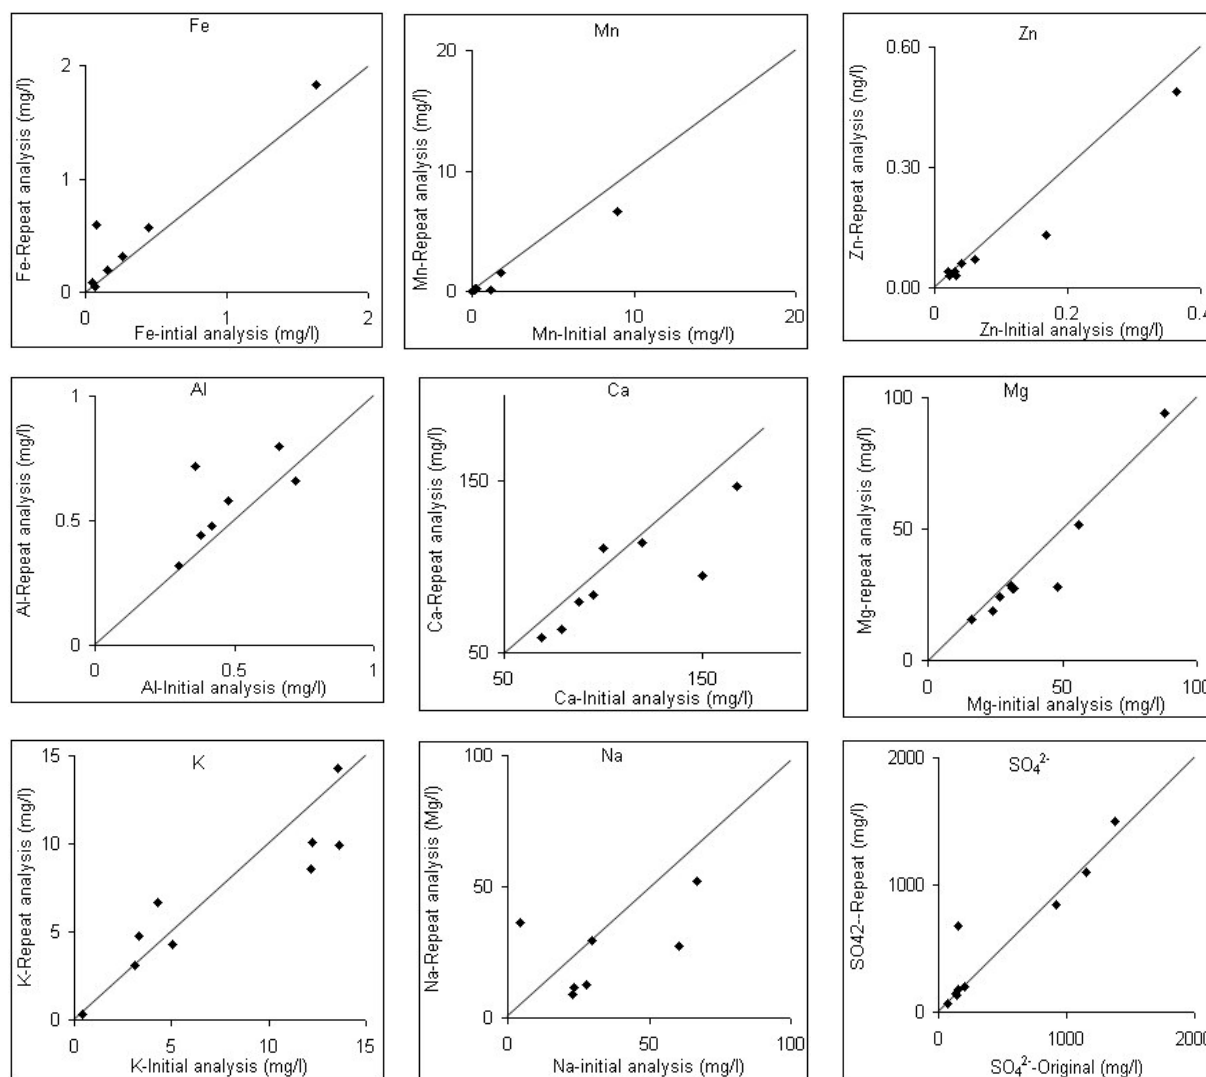 Fe
Fe-Repeat analysis (mg/l)
2
1
0
0
1
2
Fe-intial analysis (mg/l)
Mn
Mn-Repeat analysis (mg/l)
20
10
0
0
10
20
Mn-Initial analysis (mg/l)
Zn
Zn-Repeat analysis (ng/l)
0.60
0.30
0.00
0
0.2
0.4
Zn-Initial analysis (mg/l)
Al
Al-Repeat analysis (mg/l)
1
0.5
0
0
0.5
1
Al-Initial analysis (mg/l)
Ca
Ca-Repeat analysis (mg/l)
150
50
50
150
Ca-Initial analysis (mg/l)
Mg
Mg-repeat analysis (mg/l)
100
50
0
0
50
100
Mg-initial analysis (mg/l)
K
K-Repeat analysis (mg/l)
15
10
5
0
0
5
10
15
K-Initial analysis (mg/l)
Na
Na-Repeat analysis (Mg/l)
100
50
0
0
50
100
Na-initial analysis (mg/l)
SO₄²⁻
SO42--Repeat (mg/l)
2000
1000
0
0
1000
2000
SO₄²⁻-Original (mg/l)